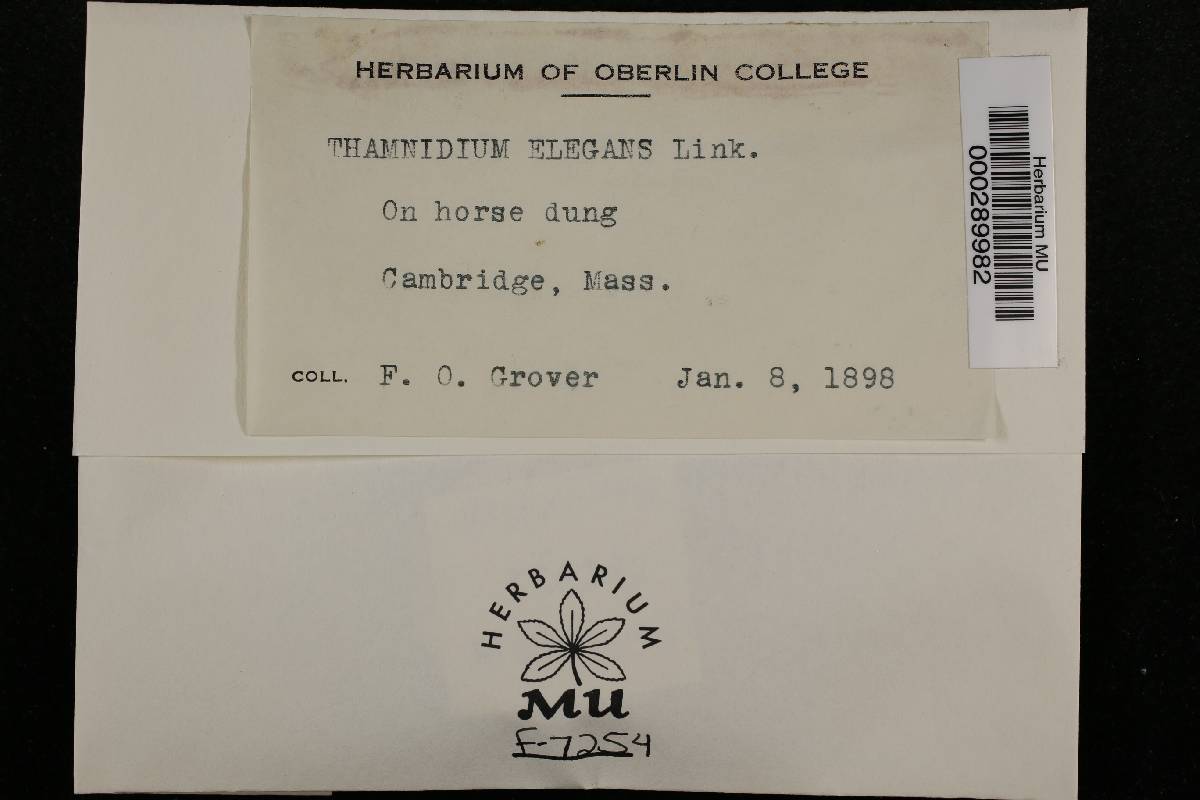 HERBARIUM OF OBERLIN COLLEGE
THAMNIDIUM ELEGANS Link.
On horse dung
Cambridge, Mass.
COLL. F. O. Grover Jan. 8, 1898
Herbarium MU
000289982
HERBARIUM
MU
F-7254